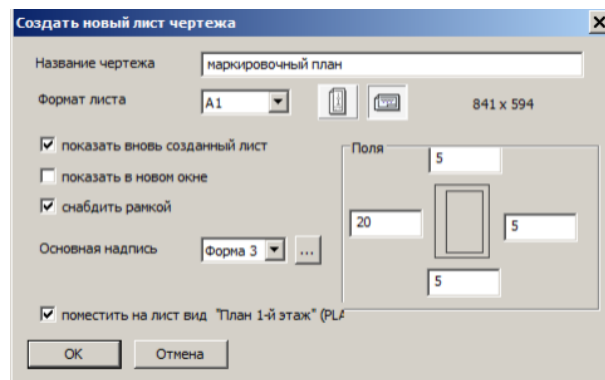 Создать новый лист чертежа
Название чертежа маркировочный план
Формат листа A1 841 x 594
показать вновь созданный лист
Поля
5
показать в новом окне
снабдить рамкой
20 5
Основная надпись Форма 3 ...
5
поместить на лист вид "План 1-й этаж" (PLA
OK Отмена